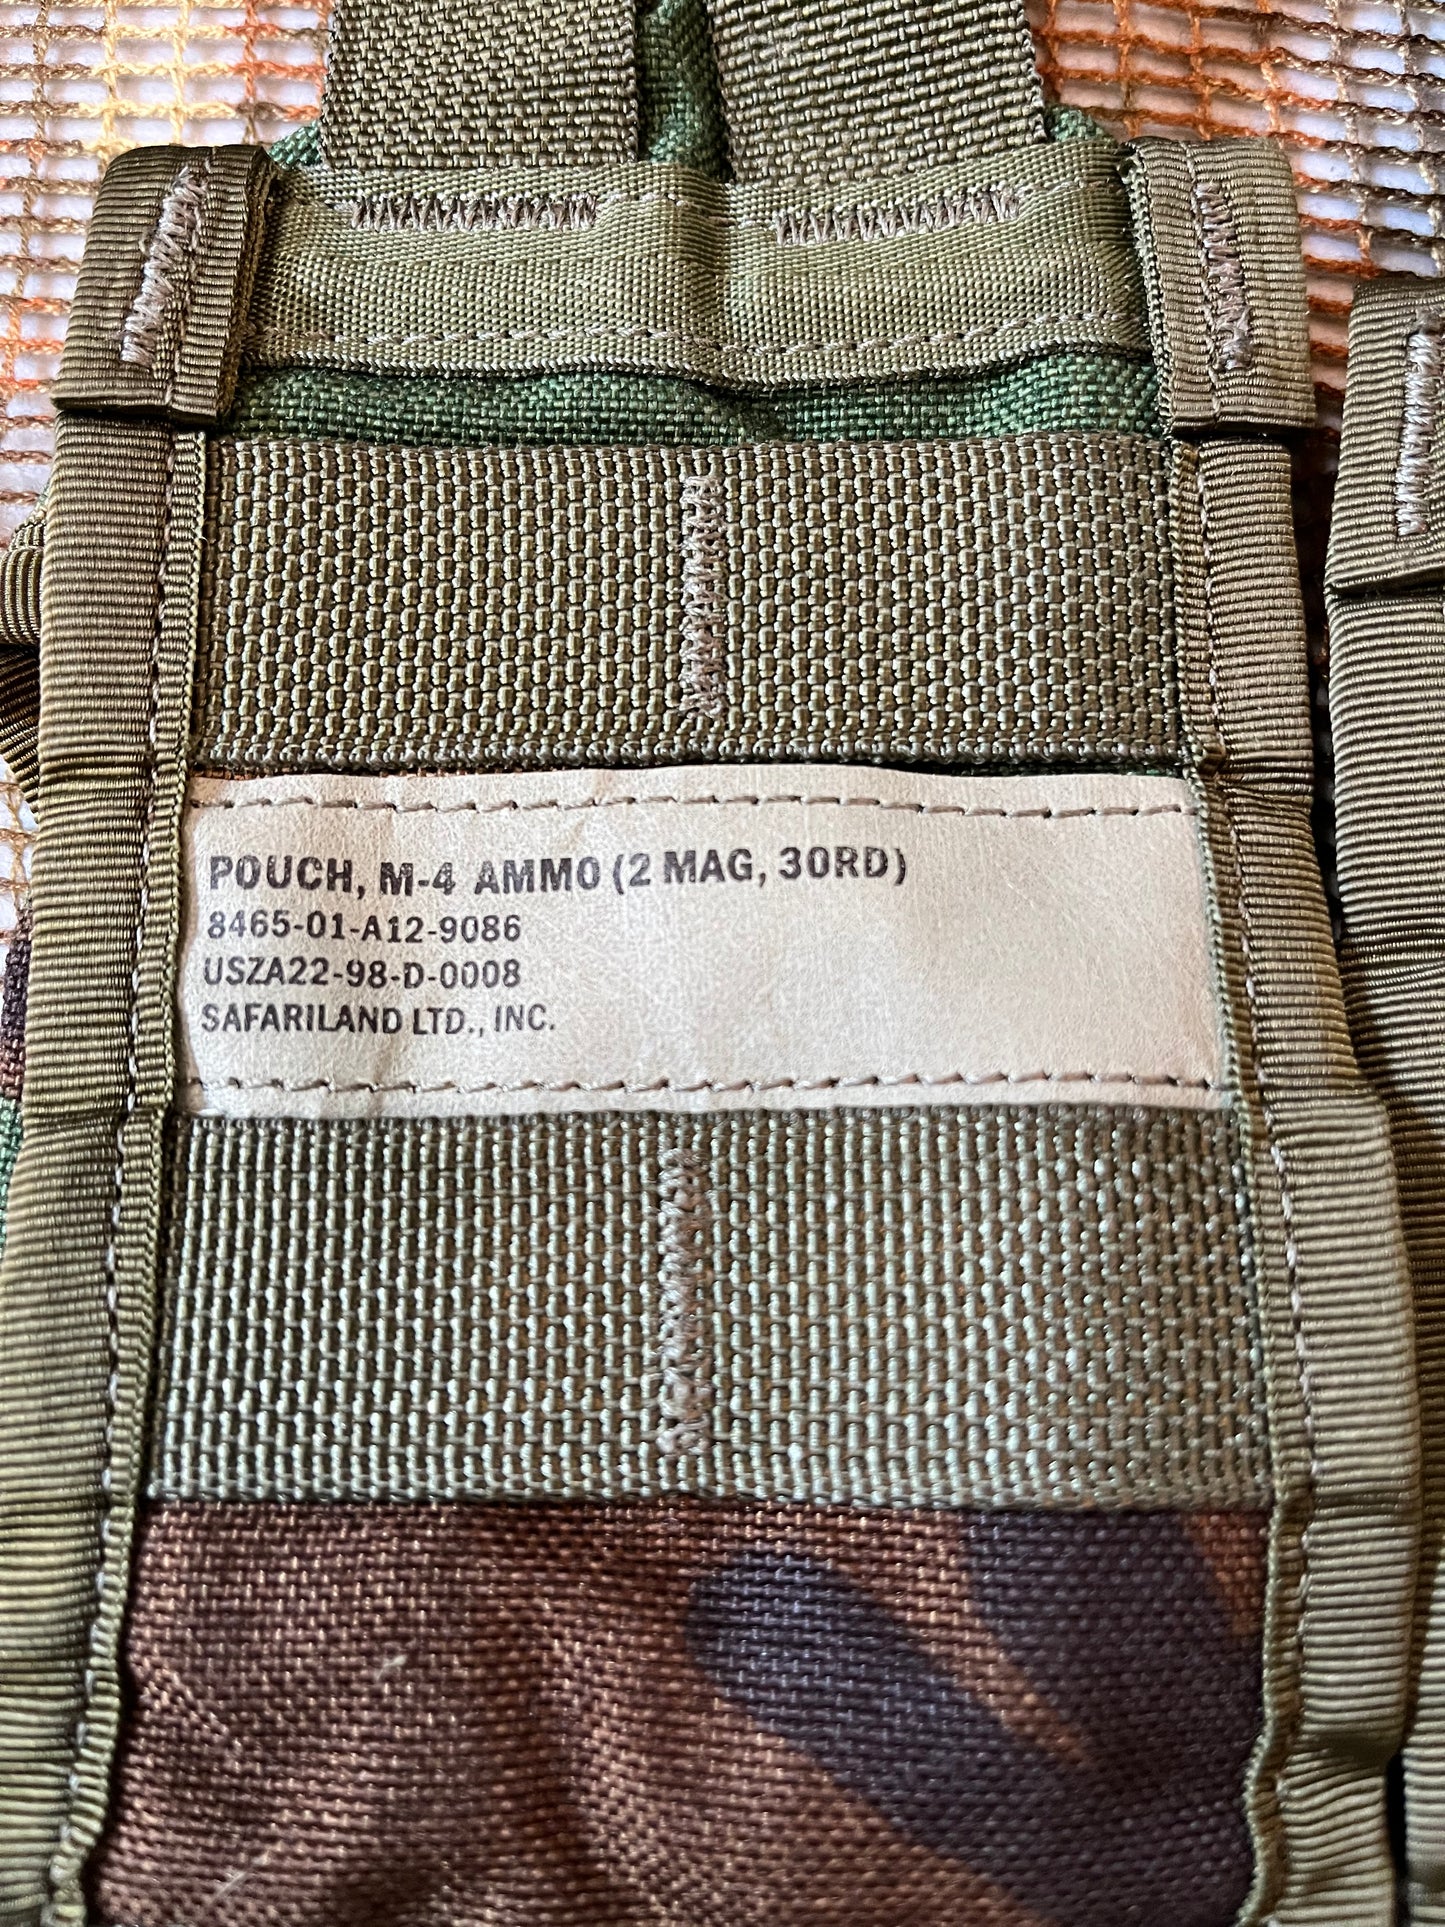 POUCH, M-4 AMMO (2 MAG, 30RD)
8465-01-A12-9086
USZA22-98-D-0008
SAFARILAND LTD., INC.